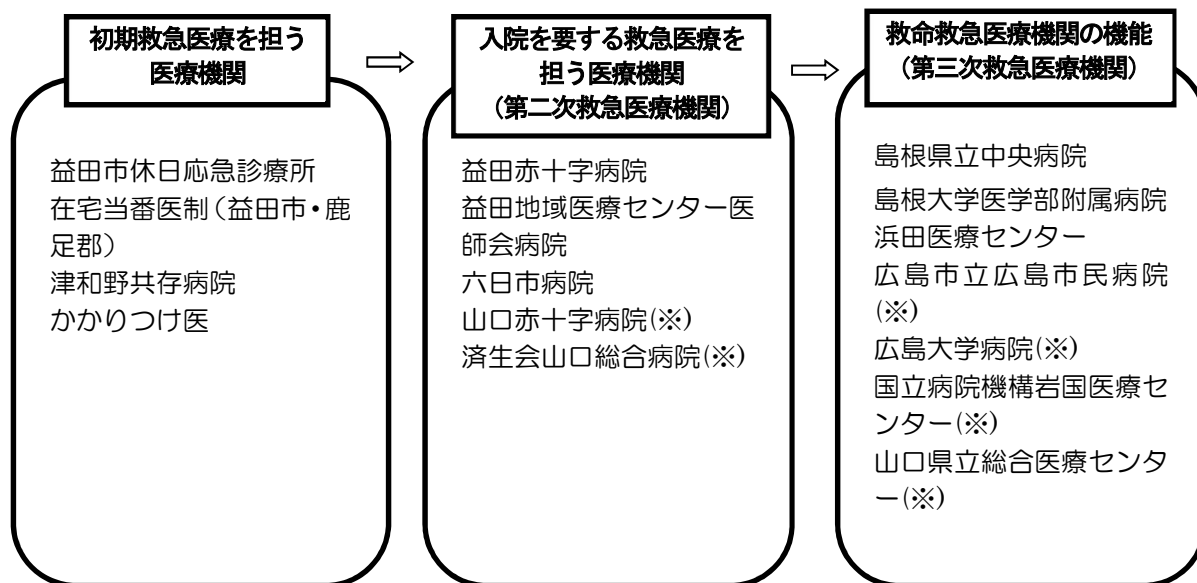 初期救急医療を担う
医療機関
益田市休日応急診療所
在宅当番医制（益田市・鹿
足郡）
津和野共存病院
かかりつけ医
⇨
入院を要する救急医療を
担う医療機関
（第二次救急医療機関）
益田赤十字病院
益田地域医療センター医
師会病院
六日市病院
山口赤十字病院(※)
済生会山口総合病院(※)
⇨
救命救急医療機関の機能
（第三次救急医療機関）
島根県立中央病院
島根大学医学部附属病院
浜田医療センター
広島市立広島市民病院
(※)
広島大学病院(※)
国立病院機構岩国医療セ
ンター(※)
山口県立総合医療センタ
ー(※)